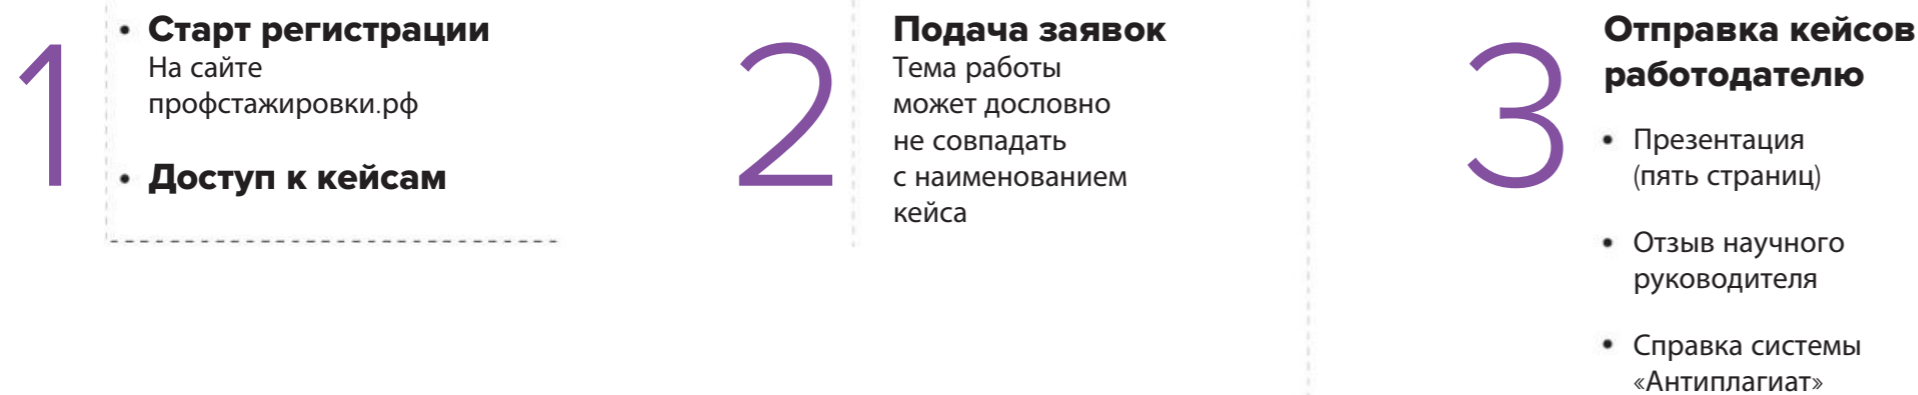 1
• Старт регистрации
На сайте
профстажировки.рф
• Доступ к кейсам
2
Подача заявок
Тема работы
может дословно
не совпадать
с наименованием
кейса
3
Отправка кейсов
работодателю
• Презентация
(пять страниц)
• Отзыв научного
руководителя
• Справка системы
«Антиплагиат»